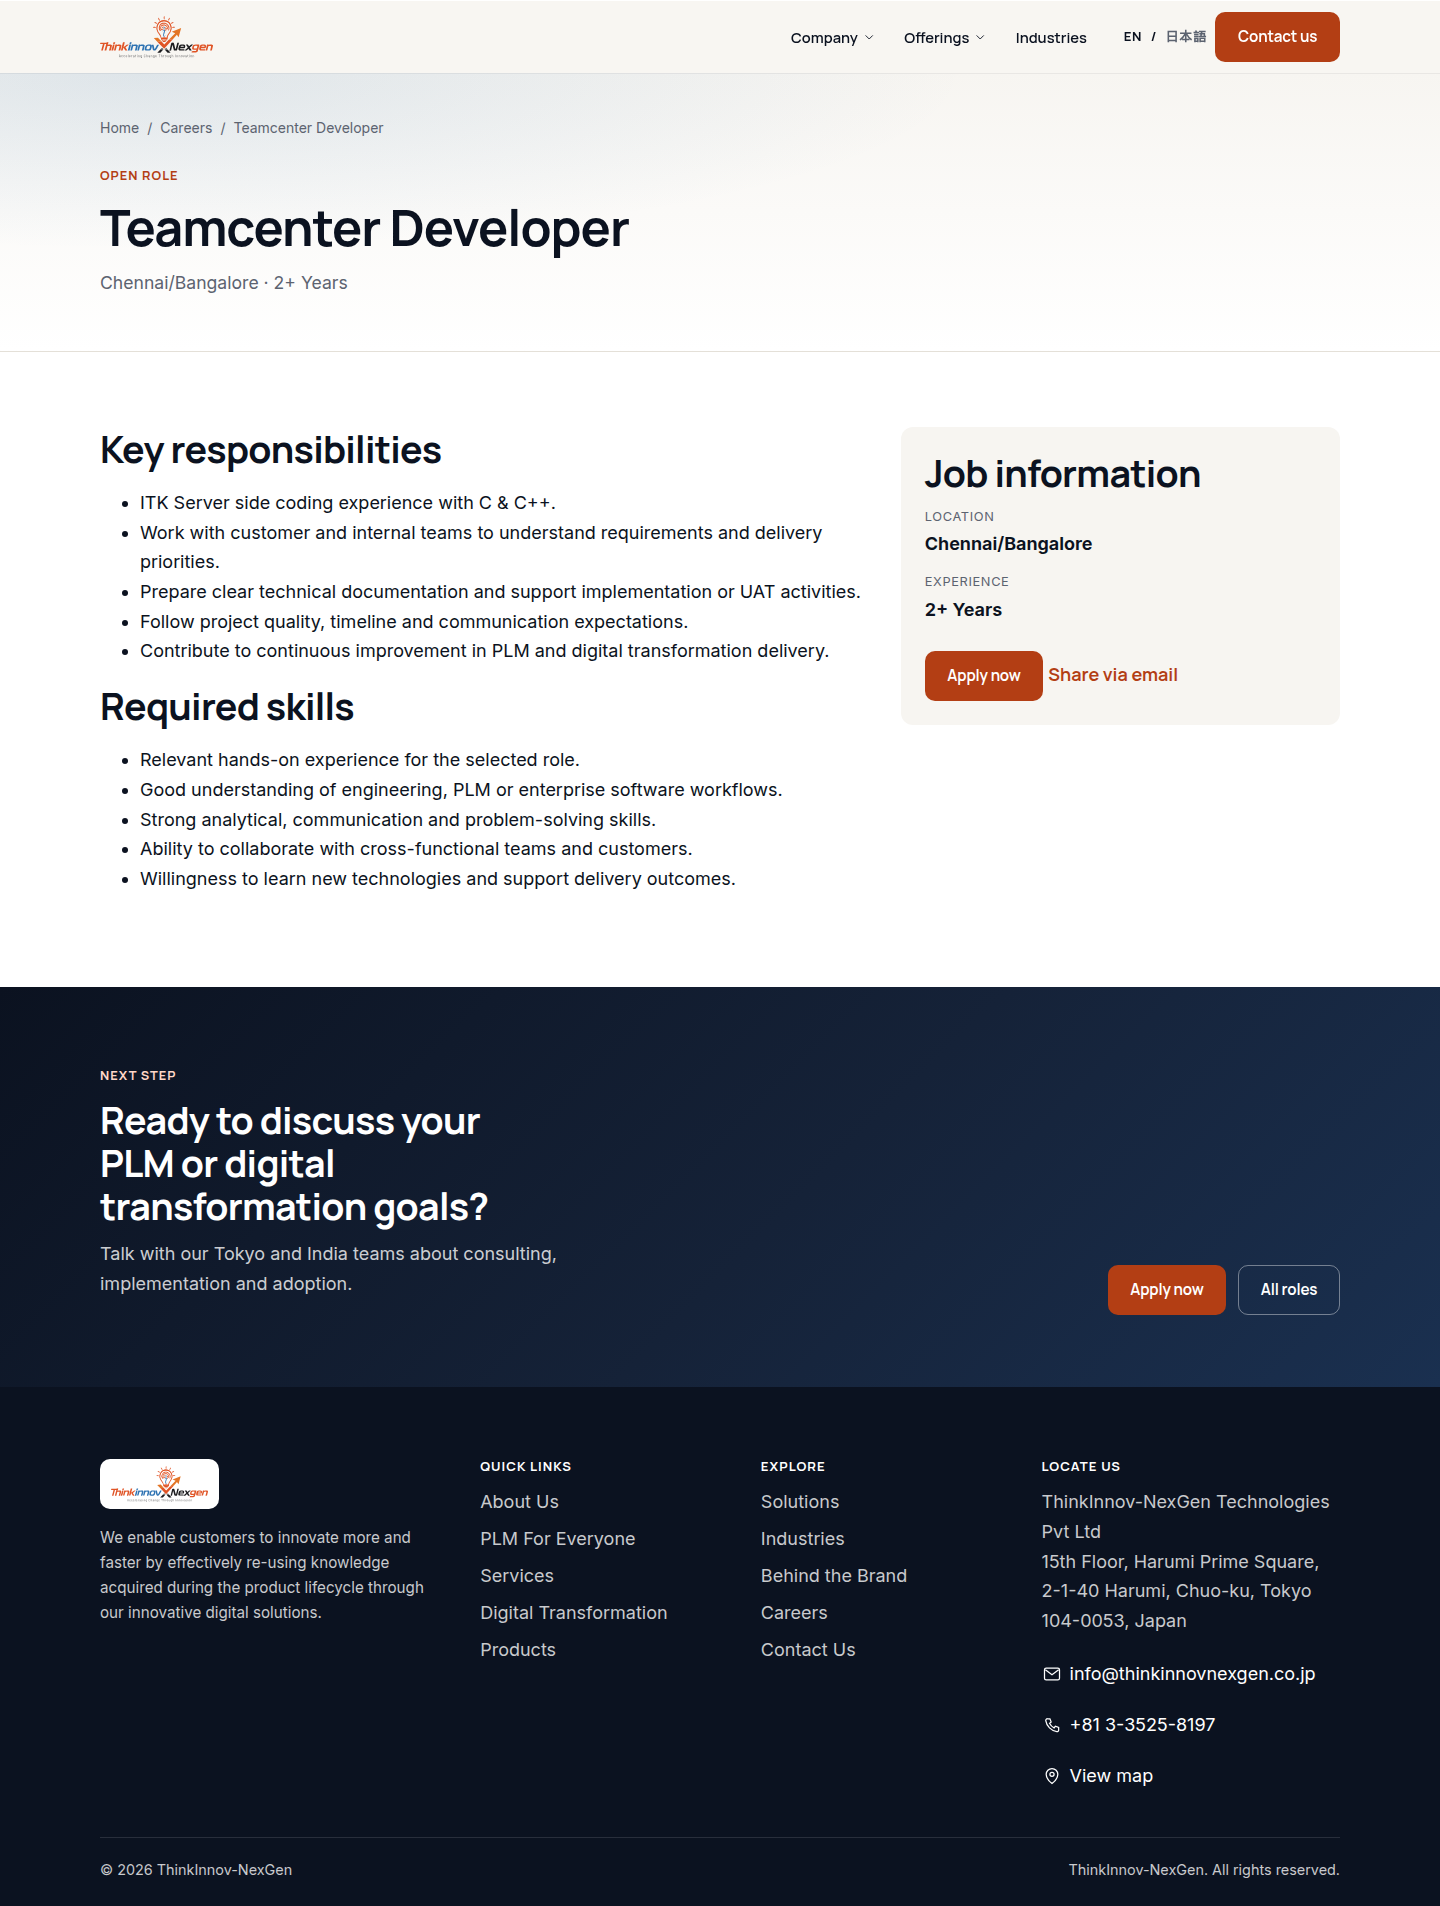 ThinkinnovXNexgen
Accelerating Change Through Innovation
Company
Offerings
Industries
EN / 日本語
Contact us
Home / Careers / Teamcenter Developer
OPEN ROLE
Teamcenter Developer
Chennai/Bangalore · 2+ Years
Key responsibilities
• ITK Server side coding experience with C & C++.
• Work with customer and internal teams to understand requirements and delivery
priorities.
• Prepare clear technical documentation and support implementation or UAT activities.
• Follow project quality, timeline and communication expectations.
• Contribute to continuous improvement in PLM and digital transformation delivery.
Required skills
• Relevant hands-on experience for the selected role.
• Good understanding of engineering, PLM or enterprise software workflows.
• Strong analytical, communication and problem-solving skills.
• Ability to collaborate with cross-functional teams and customers.
• Willingness to learn new technologies and support delivery outcomes.
Job information
LOCATION
Chennai/Bangalore
EXPERIENCE
2+ Years
Apply now Share via email
NEXT STEP
Ready to discuss your
PLM or digital
transformation goals?
Talk with our Tokyo and India teams about consulting,
implementation and adoption.
Apply now
All roles
ThinkinnovXNexgen
Accelerating Change Through Innovation
We enable customers to innovate more and
faster by effectively re-using knowledge
acquired during the product lifecycle through
our innovative digital solutions.
QUICK LINKS
About Us
PLM For Everyone
Services
Digital Transformation
Products
EXPLORE
Solutions
Industries
Behind the Brand
Careers
Contact Us
LOCATE US
ThinkInnov-NexGen Technologies
Pvt Ltd
15th Floor, Harumi Prime Square,
2-1-40 Harumi, Chuo-ku, Tokyo
104-0053, Japan
info@thinkinnovnexgen.co.jp
+81 3-3525-8197
View map
© 2026 ThinkInnov-NexGen
ThinkInnov-NexGen. All rights reserved.